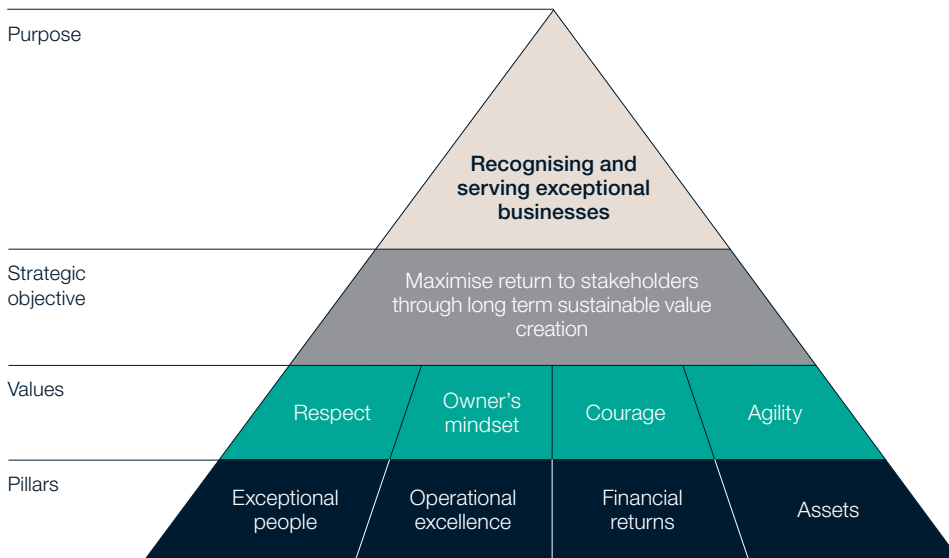 Purpose
Recognising and
serving exceptional
businesses
Strategic
objective
Maximise return to stakeholders
through long term sustainable value
creation
Values
Respect
Owner's
mindset
Courage
Agility
Pillars
Exceptional
people
Operational
excellence
Financial
returns
Assets